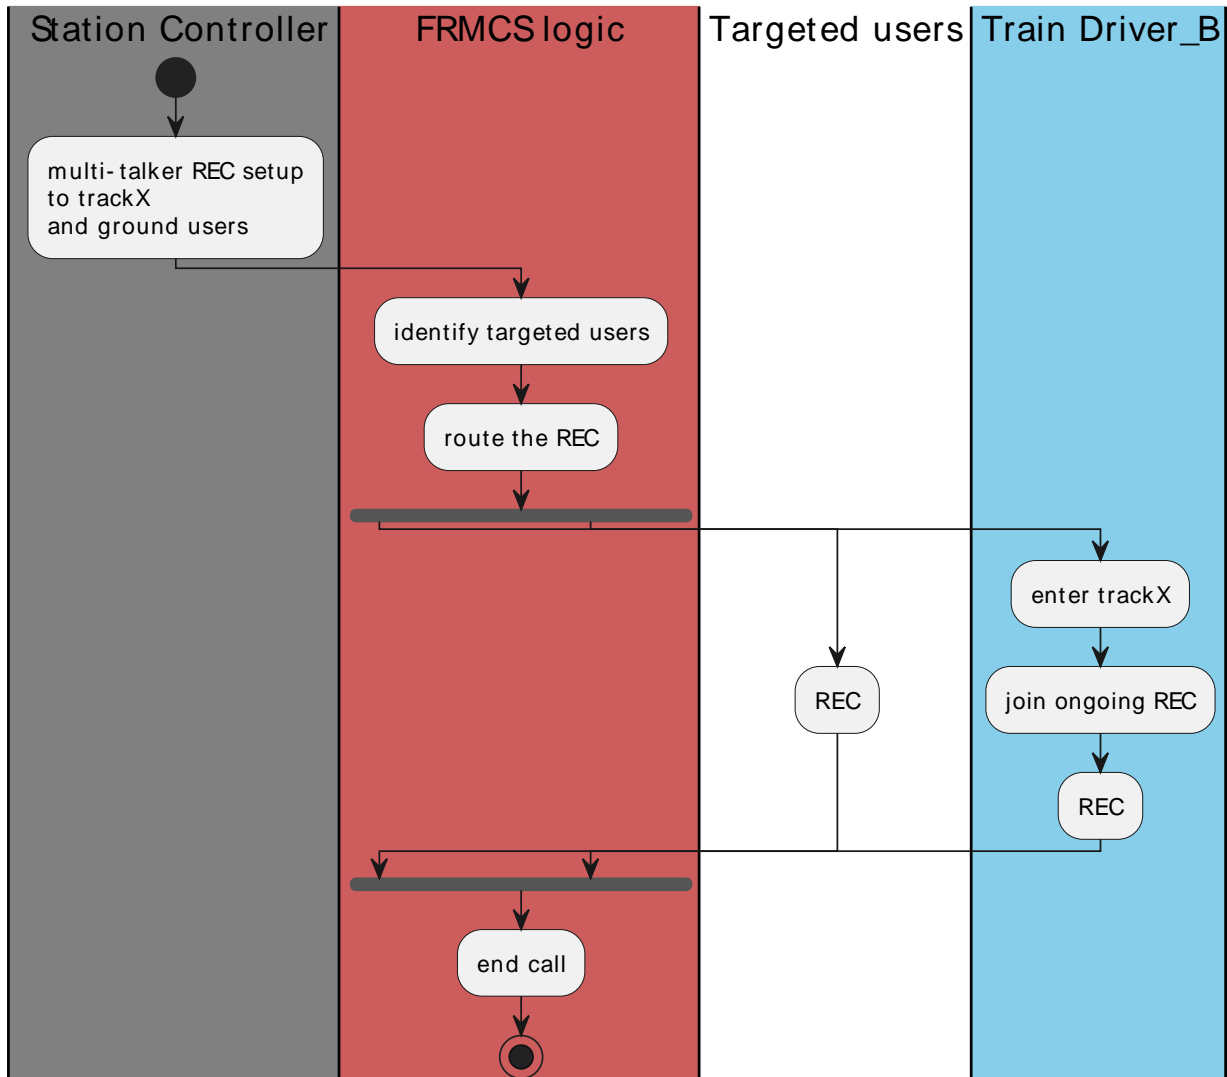 Station Controller
FRMCS logic
Targeted users
Train Driver_B
multi-talker REC setup
to trackX
and ground users
identify targeted users
route the REC
enter trackX
REC
join ongoing REC
REC
end call